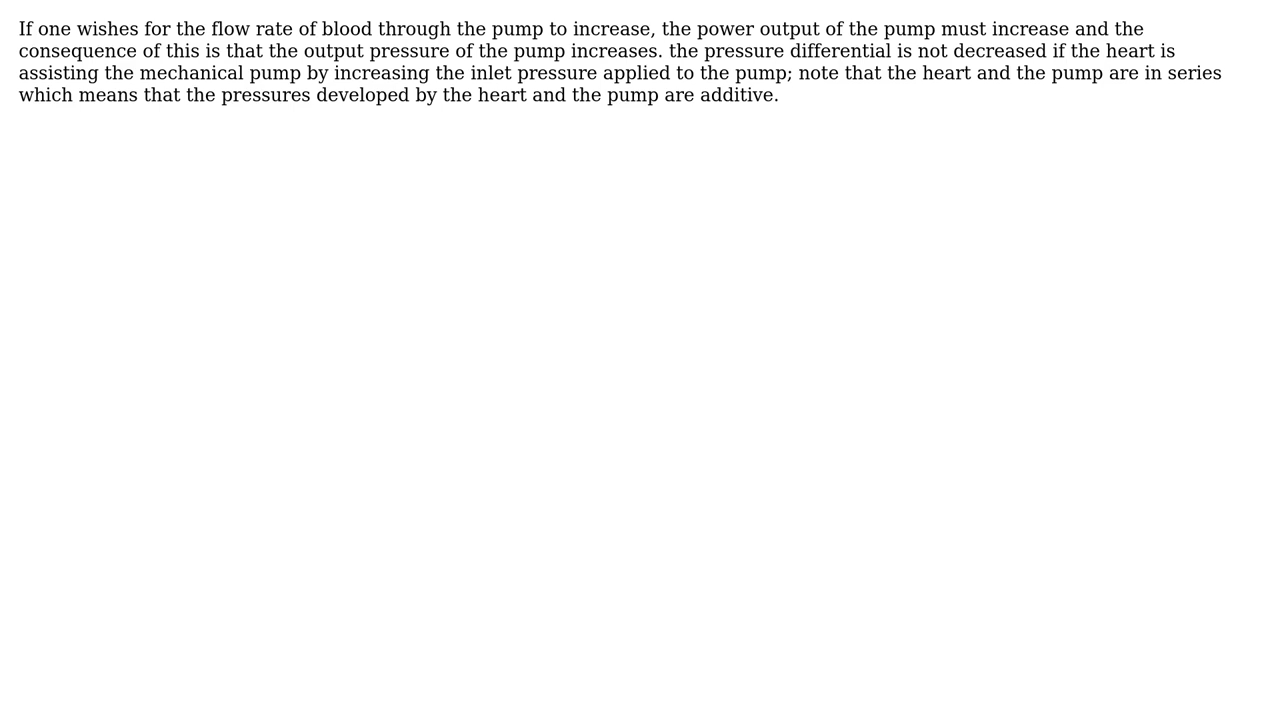 If one wishes for the flow rate of blood through the pump to increase, the power output of the pump must increase and the
consequence of this is that the output pressure of the pump increases. the pressure differential is not decreased if the heart is
assisting the mechanical pump by increasing the inlet pressure applied to the pump; note that the heart and the pump are in series
which means that the pressures developed by the heart and the pump are additive.